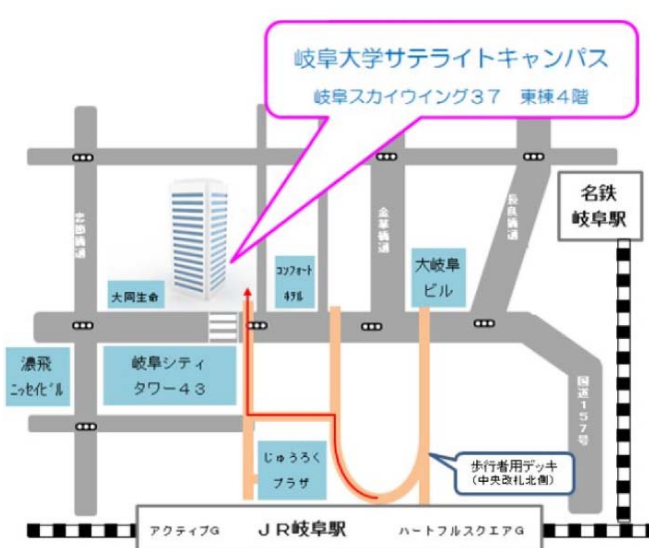 岐阜大学サテライトキャンパス
岐阜スカイウイング37 東棟4階
名鉄
岐阜駅
忠節橋通
金華橋通
長良橋通
コンフォート
ホテル
大岐阜
ビル
大同生命
濃飛
ニッセイビル
岐阜シティ
タワー43
国道157号
じゅうろく
プラザ
歩行者用デッキ
(中央改札北側)
アクティブG
JR岐阜駅
ハートフルスクエアG